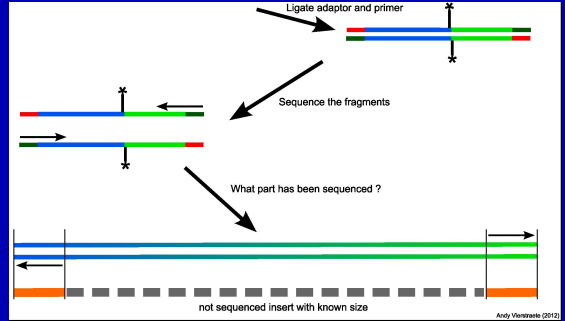 Ligate adaptor and primer
Sequence the fragments
What part has been sequenced ?
not sequenced insert with known size
Andy Vierstraete (2012)